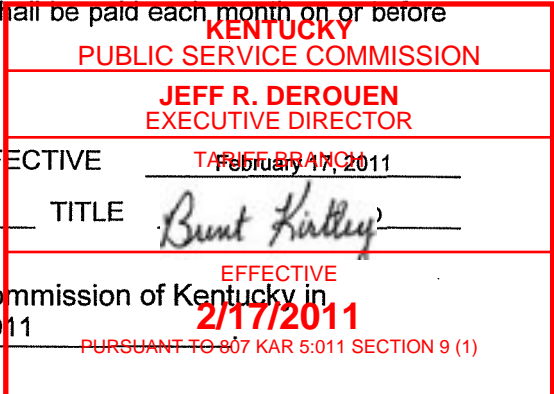 hall be paid each month on or before
KENTUCKY
PUBLIC SERVICE COMMISSION
JEFF R. DEROUEN
EXECUTIVE DIRECTOR
FECTIVE February 17, 2011
TARIFF BRANCH
TITLE
Bunt Kirtley
EFFECTIVE
mmission of Kentucky in
2/17/2011
11
PURSUANT TO 807 KAR 5:011 SECTION 9 (1)